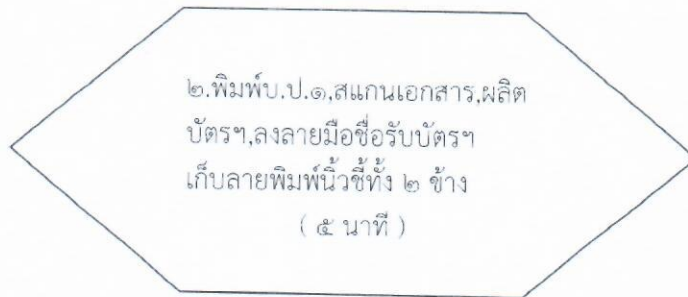 ๒.พิมพ์บ.ป.๑,สแกนเอกสาร,ผลิต
บัตรฯ,ลงลายมือชื่อรับบัตรฯ
เก็บลายพิมพ์นิ้วชี้ทั้ง ๒ ข้าง
( ๕ นาที )